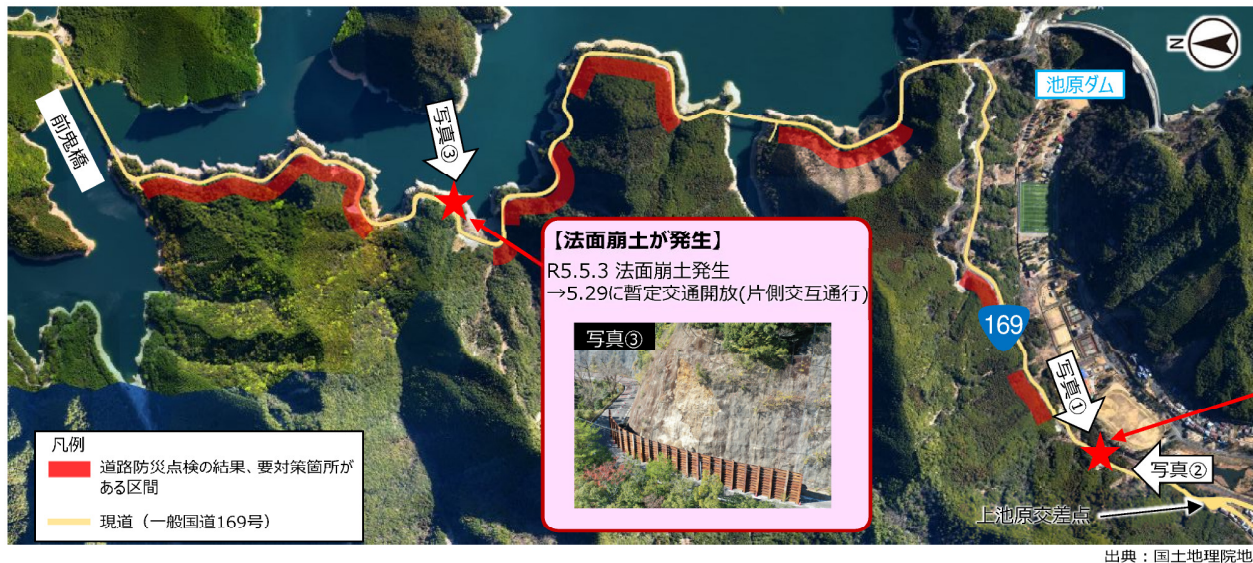 N
池原ダム
前鬼橋
写真③
【法面崩土が発生】
R5.5.3 法面崩土発生
→5.29に暫定交通開放(片側交互通行)
写真③
169
写真①
写真②
上池原交差点
凡例
道路防災点検の結果、要対策箇所が
ある区間
現道（一般国道169号）
出典：国土地理院地